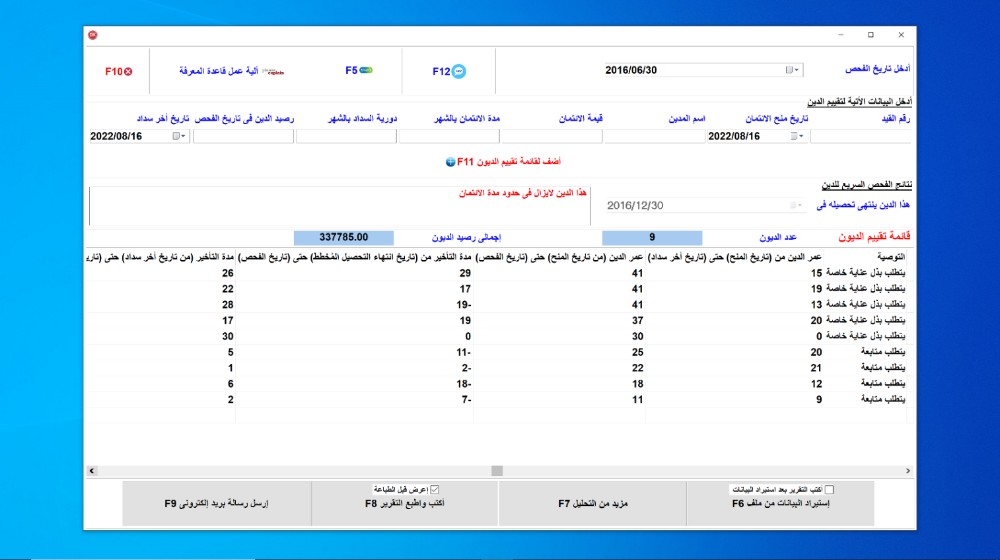 DK
أدخل تاريخ الفحص 2016/06/30 F12 NEW F5 START please explain ألية عمل قاعدة المعرفة F10
أدخل البيانات الأتية لتقييم الدين
رقم القيد تاريخ منح الائتمان اسم المدين قيمة الائتمان مدة الائتمان بالشهر دورية السداد بالشهر رصيد الدين فى تاريخ الفحص تاريخ أخر سداد
2022/08/16 2022/08/16
أضف لقائمة تقييم الديون F11
نتائج الفحص السريع للدين
هذا الدين لايزال فى حدود مدة الائتمان
هذا الدين ينتهى تحصيله فى 2016/12/30
قائمة تقييم الديون عدد الديون 9 إجمالى رصيد الديون 337785.00
التوصية عمر الدين من (تاريخ المنح) حتى (تاريخ أخر سداد) عمر الدين (من تاريخ المنح) حتى (تاريخ الفحص) مدة التأخير من (تاريخ انتهاء التحصيل المُخطط) حتى (تاريخ الفحص) مدة التأخير (من تاريخ أخر سداد) حتى (تاري
يتطلب بذل عناية خاصة 15 41 29 26
يتطلب بذل عناية خاصة 19 41 17 22
يتطلب بذل عناية خاصة 13 41 19- 28
يتطلب بذل عناية خاصة 20 37 19 17
يتطلب بذل عناية خاصة 0 30 0 30
يتطلب متابعة 20 25 11- 5
يتطلب متابعة 21 22 2- 1
يتطلب متابعة 12 18 18- 6
يتطلب متابعة 9 11 7- 2
أكتب التقرير بعد استيراد البيانات إعرض قبل الطباعة
إستيراد البيانات من ملف F6 مزيد من التحليل F7 أكتب واطبع التقرير F8 إرسل رسالة بريد إلكترونى F9